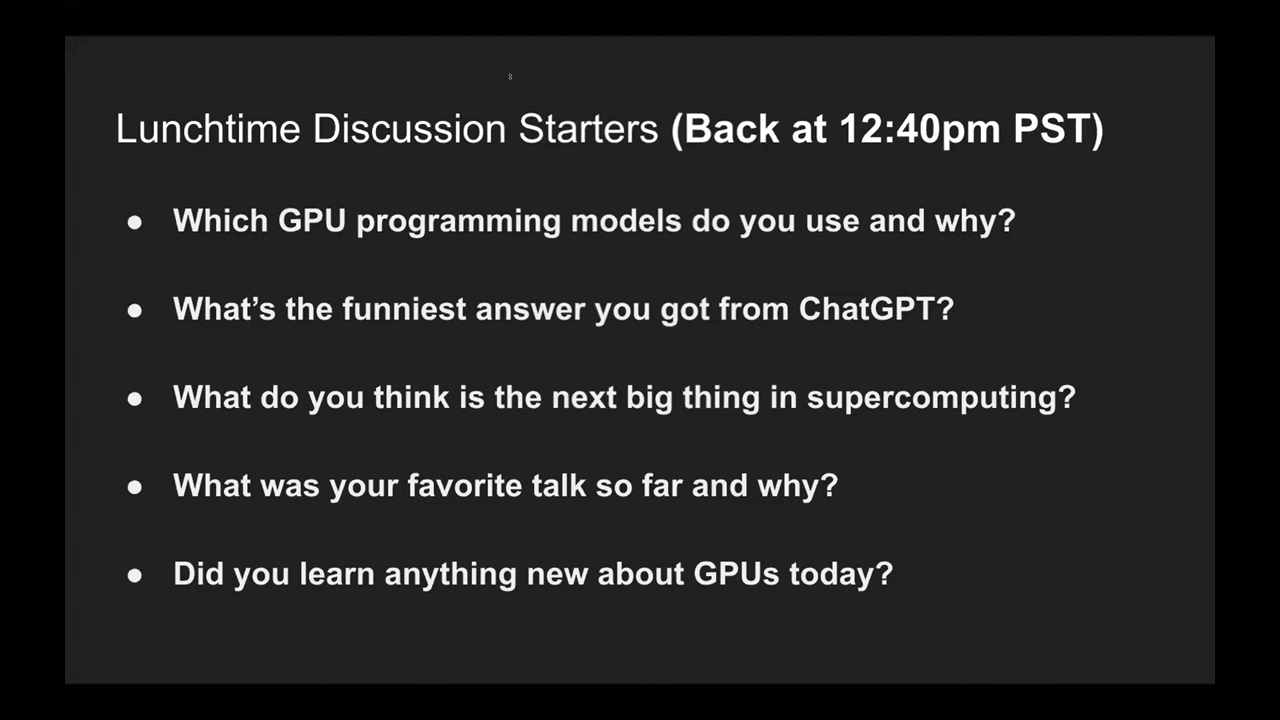 Lunchtime Discussion Starters (Back at 12:40pm PST)
● Which GPU programming models do you use and why?
● What’s the funniest answer you got from ChatGPT?
● What do you think is the next big thing in supercomputing?
● What was your favorite talk so far and why?
● Did you learn anything new about GPUs today?